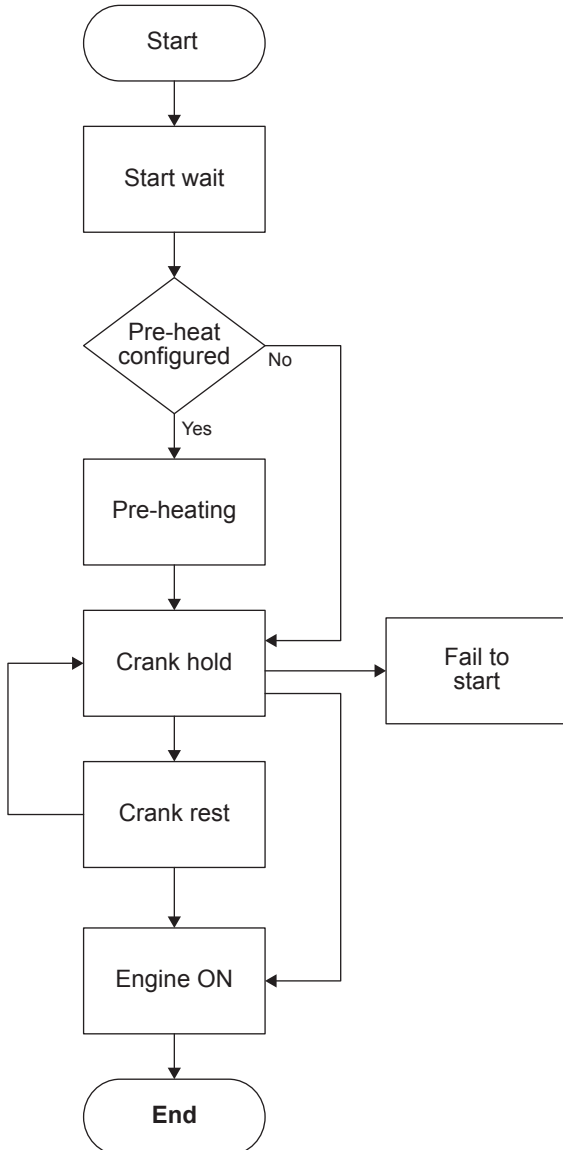 Start
Start wait
Pre-heat
configured
No
Yes
Pre-heating
Crank hold
Fail to
start
Crank rest
Engine ON
End